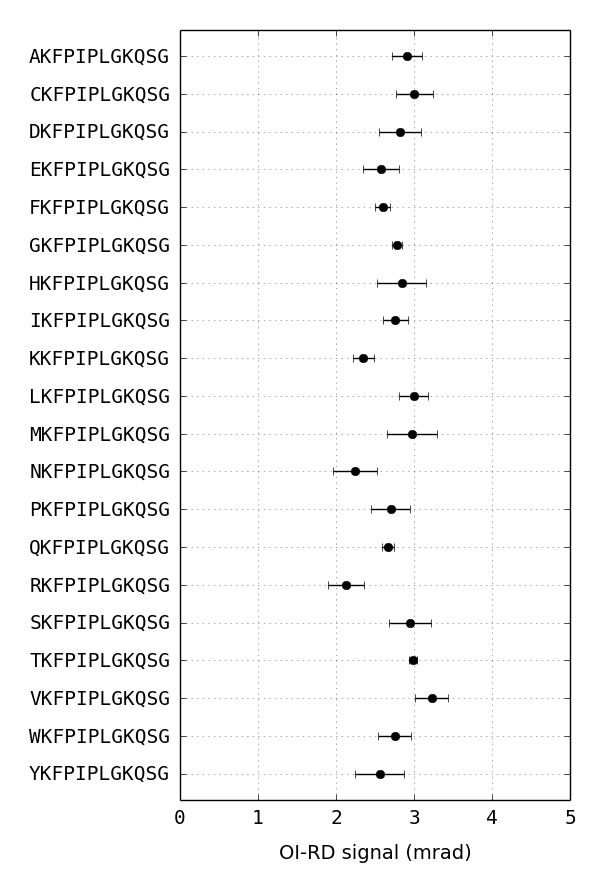 AKFPIPLGKQSG
CKFPIPLGKQSG
DKFPIPLGKQSG
EKFPIPLGKQSG
FKFPIPLGKQSG
GKFPIPLGKQSG
HKFPIPLGKQSG
IKFPIPLGKQSG
KKFPIPLGKQSG
LKFPIPLGKQSG
MKFPIPLGKQSG
NKFPIPLGKQSG
PKFPIPLGKQSG
QKFPIPLGKQSG
RKFPIPLGKQSG
SKFPIPLGKQSG
TKFPIPLGKQSG
VKFPIPLGKQSG
WKFPIPLGKQSG
YKFPIPLGKQSG
0 1 2 3 4 5
OI-RD signal (mrad)